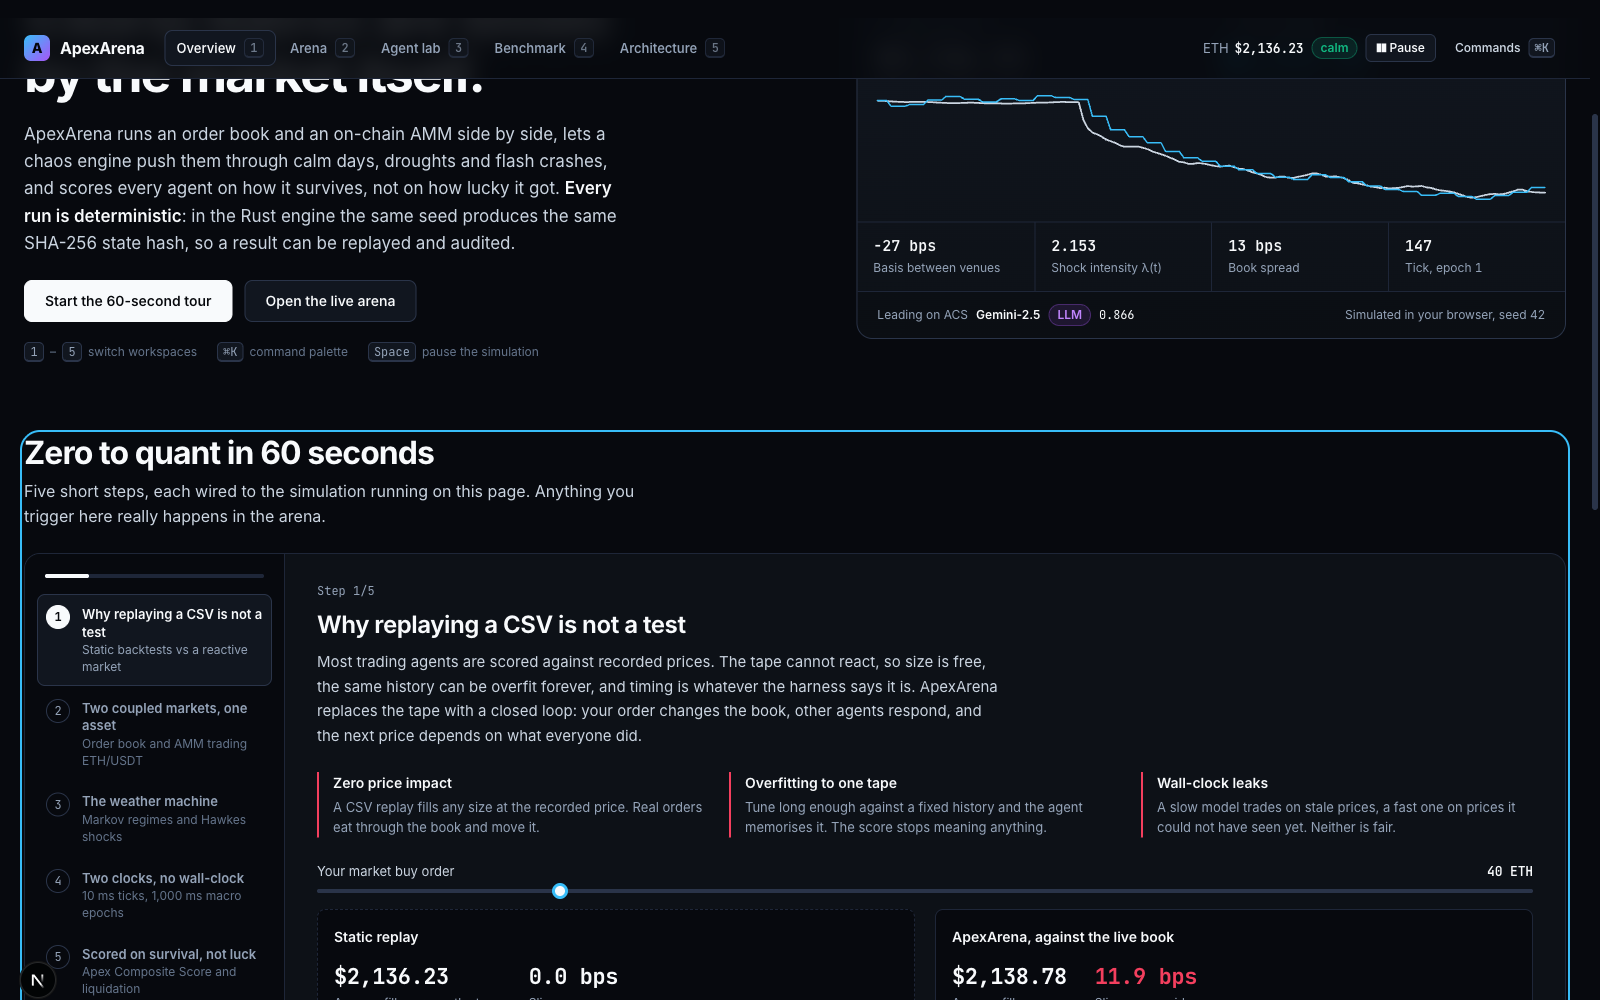 A ApexArena Overview 1 Arena 2 Agent lab 3 Benchmark 4 Architecture 5 ETH $2,136.23 calm Pause Commands ⌘K
by the market itself.
ApexArena runs an order book and an on-chain AMM side by side, lets a
chaos engine push them through calm days, droughts and flash crashes,
and scores every agent on how it survives, not on how lucky it got. Every
run is deterministic: in the Rust engine the same seed produces the same
SHA-256 state hash, so a result can be replayed and audited.
Start the 60-second tour Open the live arena
1 – 5 switch workspaces ⌘K command palette Space pause the simulation
-27 bps 2.153 13 bps 147
Basis between venues Shock intensity λ(t) Book spread Tick, epoch 1
Leading on ACS Gemini-2.5 LLM 0.866 Simulated in your browser, seed 42
Zero to quant in 60 seconds
Five short steps, each wired to the simulation running on this page. Anything you
trigger here really happens in the arena.
1 Why replaying a CSV is not a
test
Static backtests vs a reactive
market
2 Two coupled markets, one
asset
Order book and AMM trading
ETH/USDT
3 The weather machine
Markov regimes and Hawkes
shocks
4 Two clocks, no wall-clock
10 ms ticks, 1,000 ms macro
epochs
5 Scored on survival, not luck
Apex Composite Score and
liquidation
N
Step 1/5
Why replaying a CSV is not a test
Most trading agents are scored against recorded prices. The tape cannot react, so size is free,
the same history can be overfit forever, and timing is whatever the harness says it is. ApexArena
replaces the tape with a closed loop: your order changes the book, other agents respond, and
the next price depends on what everyone did.
Zero price impact
A CSV replay fills any size at the recorded price. Real orders
eat through the book and move it.
Overfitting to one tape
Tune long enough against a fixed history and the agent
memorises it. The score stops meaning anything.
Wall-clock leaks
A slow model trades on stale prices, a fast one on prices it
could not have seen yet. Neither is fair.
Your market buy order 40 ETH
Static replay
$2,136.23 0.0 bps
ApexArena, against the live book
$2,138.78 11.9 bps